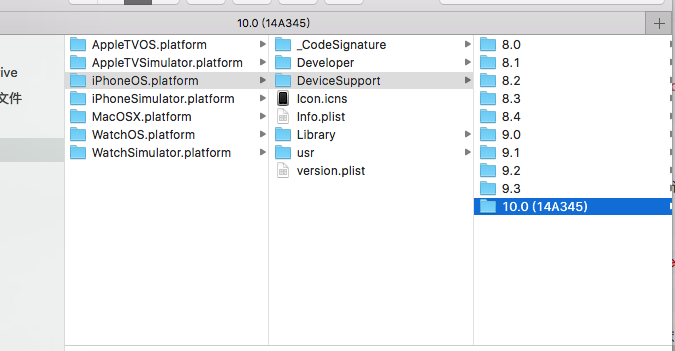 10.0 (14A345)
ive
文件
AppleTVOS.platform
AppleTVSimulator.platform
iPhoneOS.platform
iPhoneSimulator.platform
MacOSX.platform
WatchOS.platform
WatchSimulator.platform
_CodeSignature
Developer
DeviceSupport
Icon.icns
Info.plist
Library
usr
version.plist
8.0
8.1
8.2
8.3
8.4
9.0
9.1
9.2
9.3
10.0 (14A345)